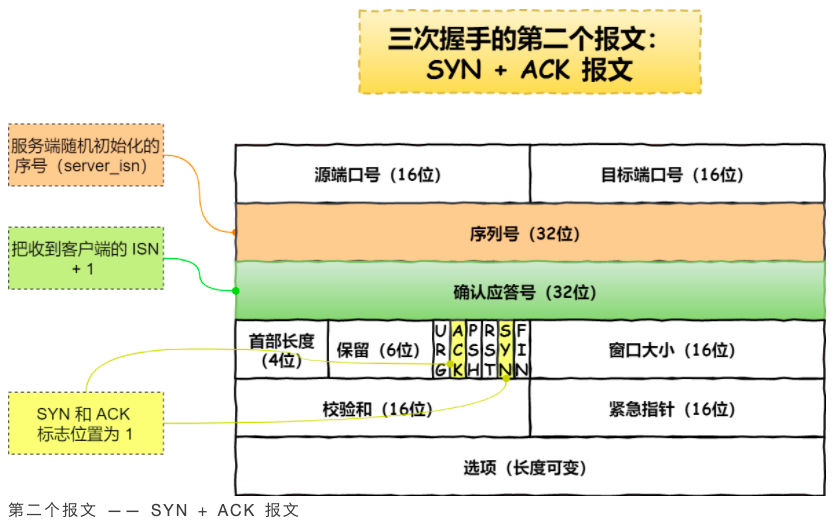 三次握手的第二个报文：
SYN + ACK 报文
服务端随机初始化的
序号（server_isn）
源端口号（16位）
目标端口号（16位）
序列号（32位）
把收到客户端的 ISN
+ 1
确认应答号（32位）
首部长度
（4位）
保留（6位）
URG
ACK
PSH
RST
SYN
FIN
窗口大小（16位）
SYN 和 ACK
标志位置为 1
校验和（16位）
紧急指针（16位）
选项（长度可变）
第二个报文 —— SYN + ACK 报文